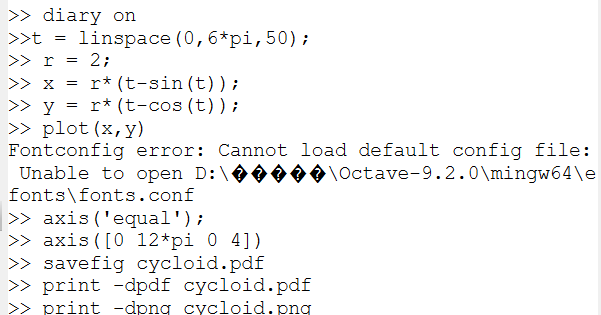 >> diary on
>>t = linspace(0,6*pi,50);
>> r = 2;
>> x = r*(t-sin(t));
>> y = r*(t-cos(t));
>> plot(x,y)
Fontconfig error: Cannot load default config file:
 Unable to open D:\�����\Octave-9.2.0\mingw64\e
fonts\fonts.conf
>> axis('equal');
>> axis([0 12*pi 0 4])
>> savefig cycloid.pdf
>> print -dpdf cycloid.pdf
>> print -dpng cycloid.png